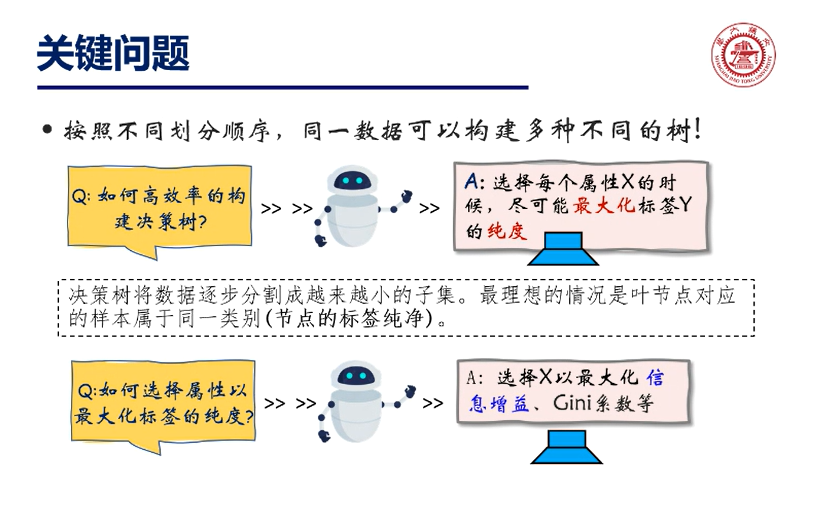 关键问题
• 按照不同划分顺序，同一数据可以构建多种不同的树!
Q: 如何高效率的构
建决策树?
>> >>
>>
A: 选择每个属性X的时
候，尽可能最大化标签Y
的纯度
决策树将数据逐步分割成越来越小的子集。最理想的情况是叶节点对应
的样本属于同一类别(节点的标签纯净)。
Q:如何选择属性以
最大化标签的纯度?
>> >>
>>
A: 选择X以最大化 信
息增益、Gini系数等